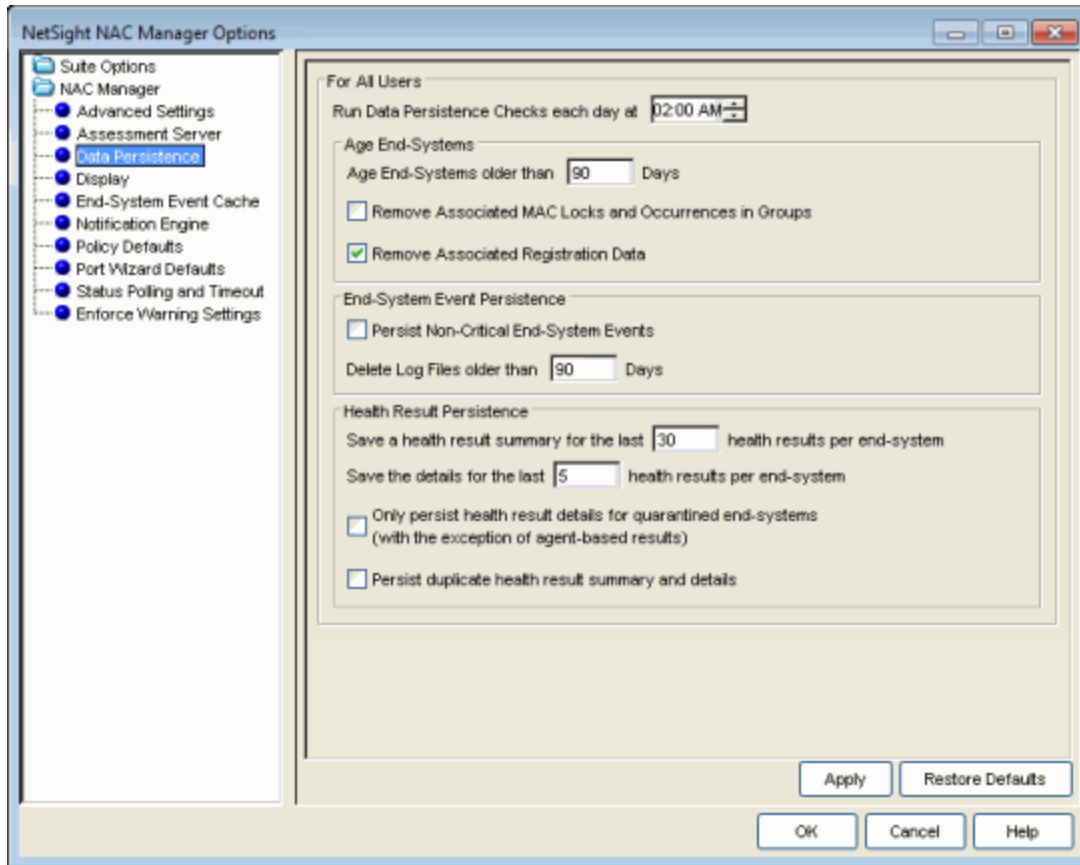 NetSight NAC Manager Options
Suite Options
NAC Manager
Advanced Settings
Assessment Server
Data Persistence
Display
End-System Event Cache
Notification Engine
Policy Defaults
Port Wizard Defaults
Status Polling and Timeout
Enforce Warning Settings
For All Users
Run Data Persistence Checks each day at 02:00 AM
Age End-Systems
Age End-Systems older than 90 Days
Remove Associated MAC Locks and Occurrences in Groups
Remove Associated Registration Data
End-System Event Persistence
Persist Non-Critical End-System Events
Delete Log Files older than 90 Days
Health Result Persistence
Save a health result summary for the last 30 health results per end-system
Save the details for the last 5 health results per end-system
Only persist health result details for quarantined end-systems
(with the exception of agent-based results)
Persist duplicate health result summary and details
Apply Restore Defaults
OK Cancel Help